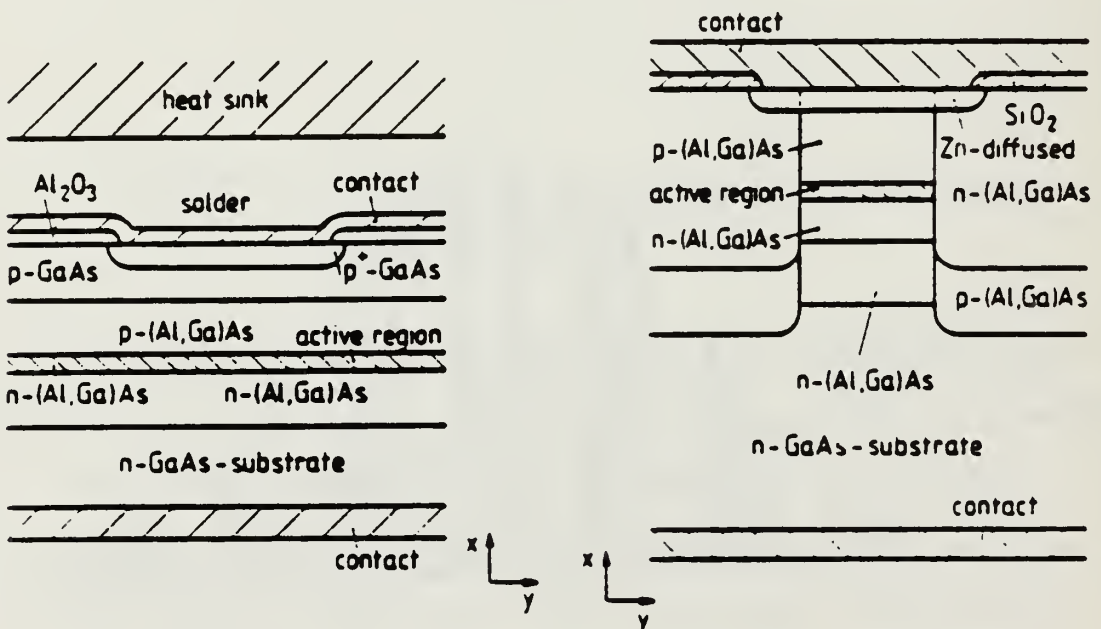 heat sink
Al₂O₃
contact
solder
p-GaAs
p⁺-GaAs
p-(Al,Ga)As
active region
n-(Al,Ga)As
n-(Al,Ga)As
n-GaAs-substrate
contact
x
y
contact
SiO₂
p-(Al,Ga)As
Zn-diffused
active region
n-(Al,Ga)As
n-(Al,Ga)As
p-(Al,Ga)As
n-(Al,Ga)As
n-GaAs-substrate
contact
x
y